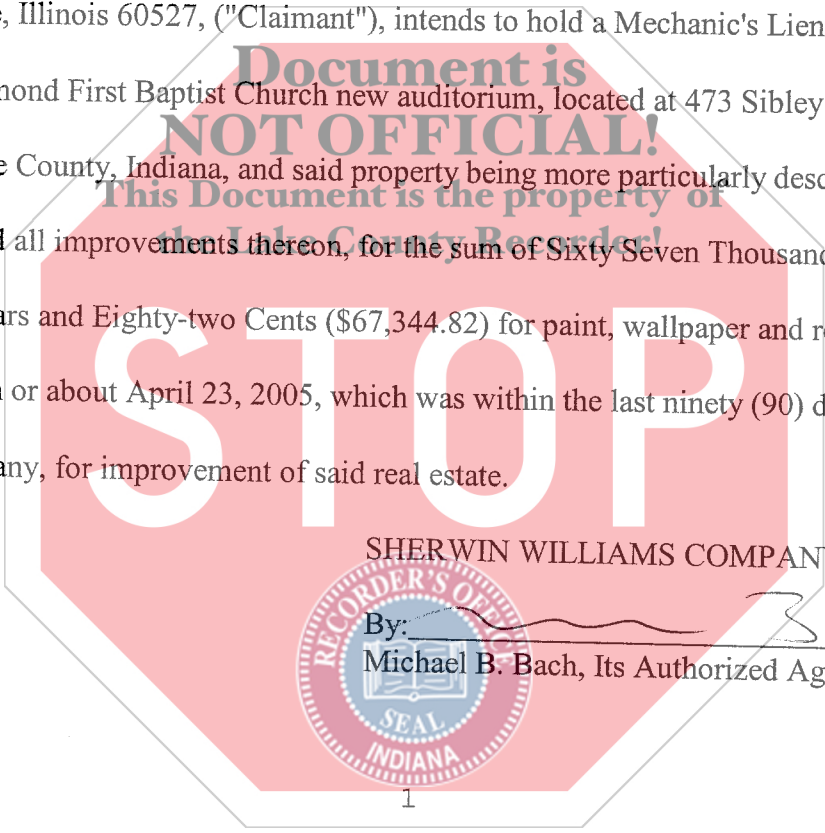 , Illinois 60527, ("Claimant"), intends to hold a Mechanic's Lien
Document is
mond First Baptist Church new auditorium, located at 473 Sibley
NOT OFFICIAL!
e County, Indiana, and said property being more particularly desc
This Document is the property of
all improvements thereon, for the sum of Sixty Seven Thousand
the Lake County Recorder!
ars and Eighty-two Cents ($67,344.82) for paint, wallpaper and r
STOP
or about April 23, 2005, which was within the last ninety (90) d
any, for improvement of said real estate.
SHERWIN WILLIAMS COMPANY
RECORDER'S OFFICE
By:
Michael B. Bach, Its Authorized Ag
SEAL
INDIANA
1